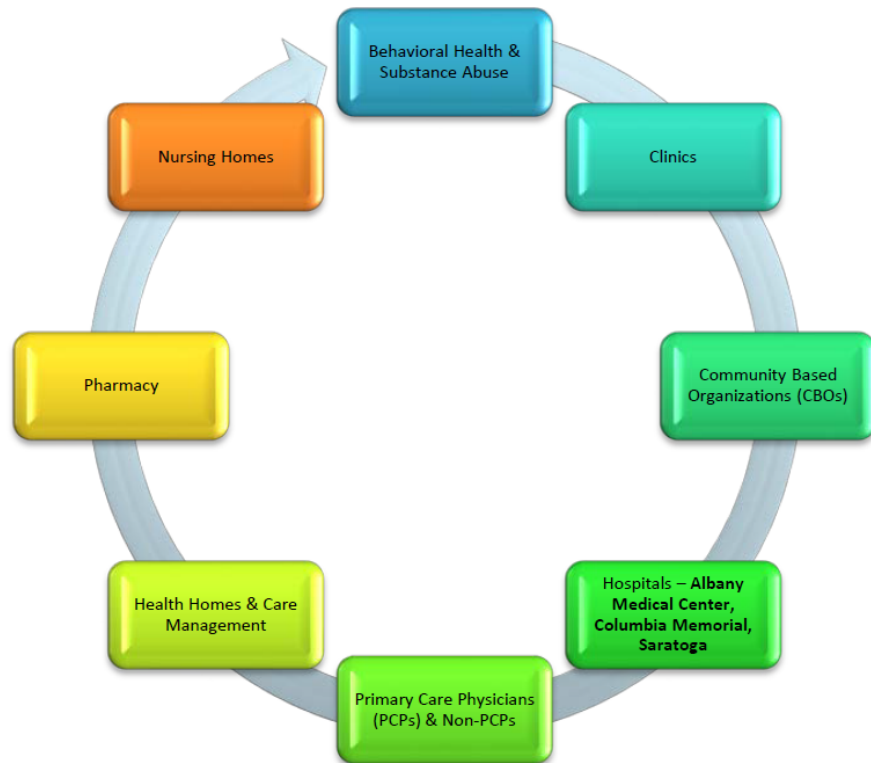 Behavioral Health &
Substance Abuse
Clinics
Community Based
Organizations (CBOs)
Hospitals – Albany
Medical Center,
Columbia Memorial,
Saratoga
Primary Care Physicians
(PCPs) & Non-PCPs
Health Homes & Care
Management
Pharmacy
Nursing Homes